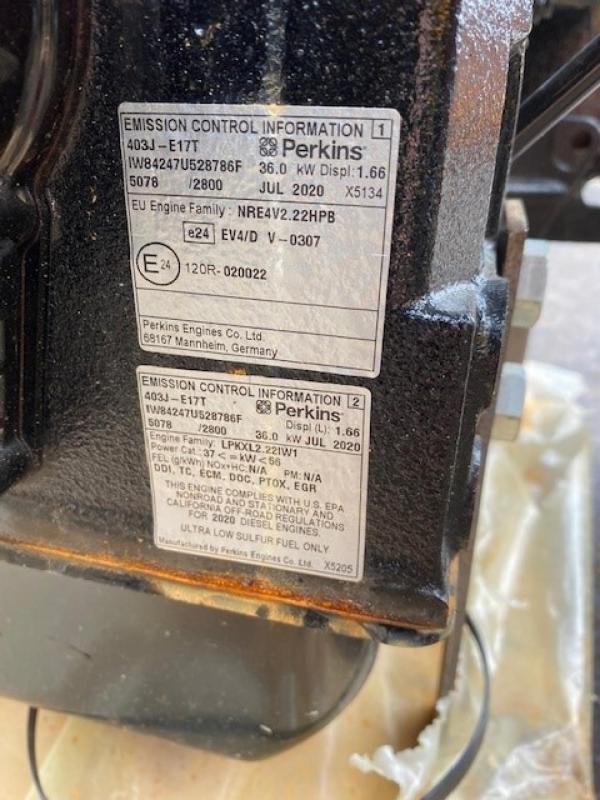 EMISSION CONTROL INFORMATION 1
403J-E17T Perkins
IW84247U528786F 36.0 kW Displ:1.66
5078 /2800 JUL 2020 X5134
EU Engine Family: NRE4V2.22HPB
e24 EV4/D V-0307
E 24 120R-020022
Perkins Engines Co. Ltd.
68167 Mannheim, Germany
EMISSION CONTROL INFORMATION 2
403J-E17T Perkins
IW84247U528786F Displ (L): 1.66
5078 /2800 36.0 kW JUL 2020
Engine Family: LPKXL2.22IW1
Power Cat.: 37 <=kW <56
FEL (g/kWh) NOx+HC:N/A PM:N/A
DDI, TC, ECM, DOC, PTOX, EGR
THIS ENGINE COMPLIES WITH U.S. EPA
NONROAD AND STATIONARY AND
CALIFORNIA OFF-ROAD REGULATIONS
FOR 2020 DIESEL ENGINES.
ULTRA LOW SULFUR FUEL ONLY
Manufactured by Perkins Engines Co. Ltd. X5205